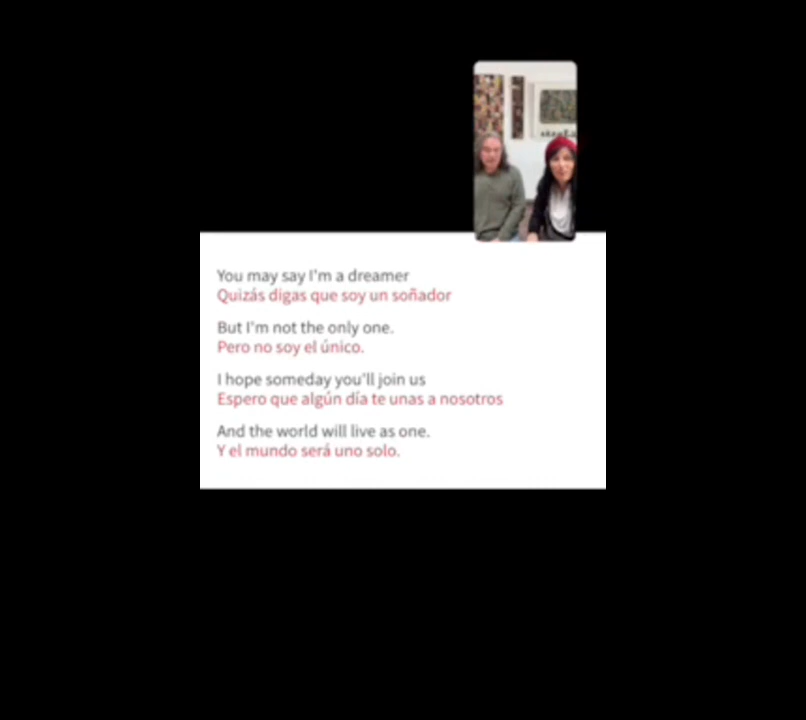 You may say I'm a dreamer
Quizás digas que soy un soñador
But I'm not the only one.
Pero no soy el único.
I hope someday you'll join us
Espero que algún día te unas a nosotros
And the world will live as one.
Y el mundo será uno solo.